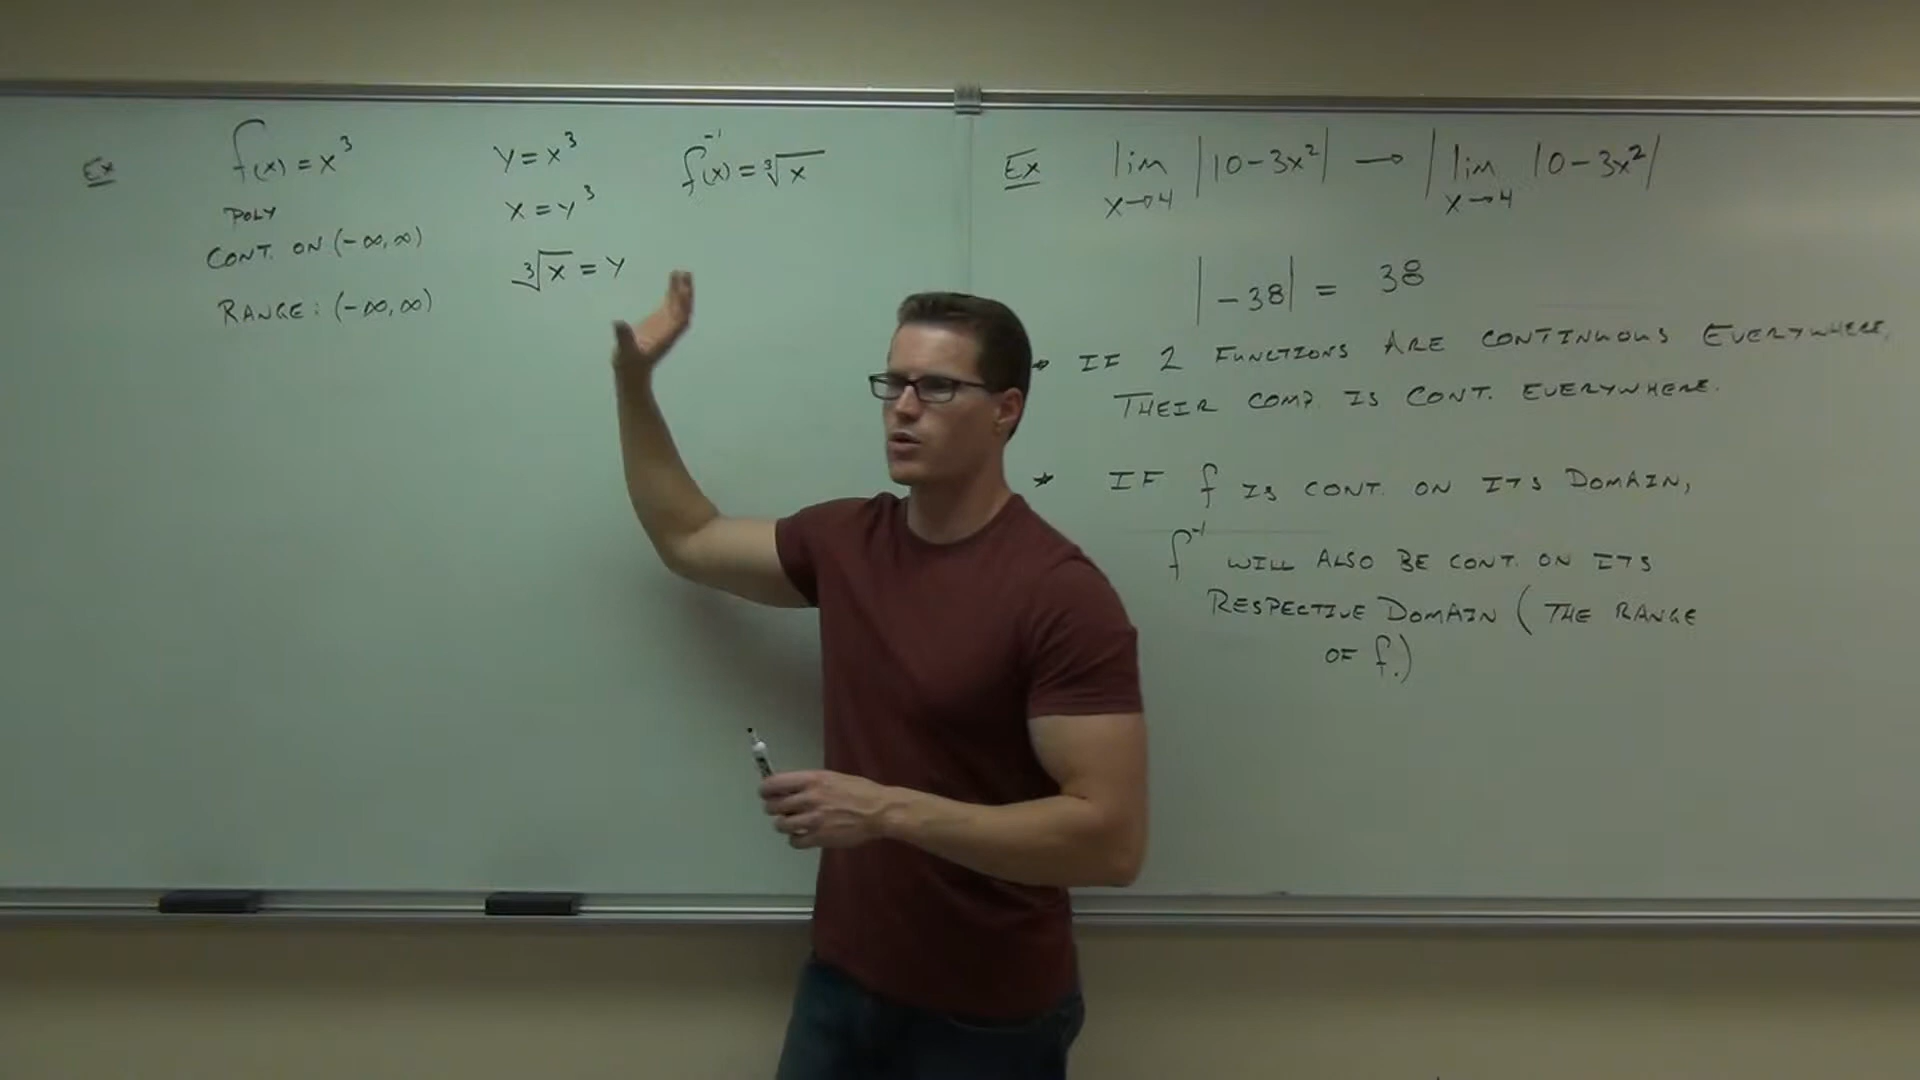 Ex f(x) = x³
POLY
CONT. ON (-∞,∞)
RANGE: (-∞,∞)
y = x³
x = y³
∛x = y
f⁻¹(x) = ∛x
Ex lim x→4 |10-3x²| → |lim x→4 10-3x²|
|-38| = 38
* IF 2 FUNCTIONS ARE CONTINUOUS EVERYWHERE,
THEIR COMP. IS CONT. EVERYWHERE.
* IF f IS CONT. ON ITS DOMAIN,
f⁻¹ WILL ALSO BE CONT. ON ITS
RESPECTIVE DOMAIN (THE RANGE
OF f.)